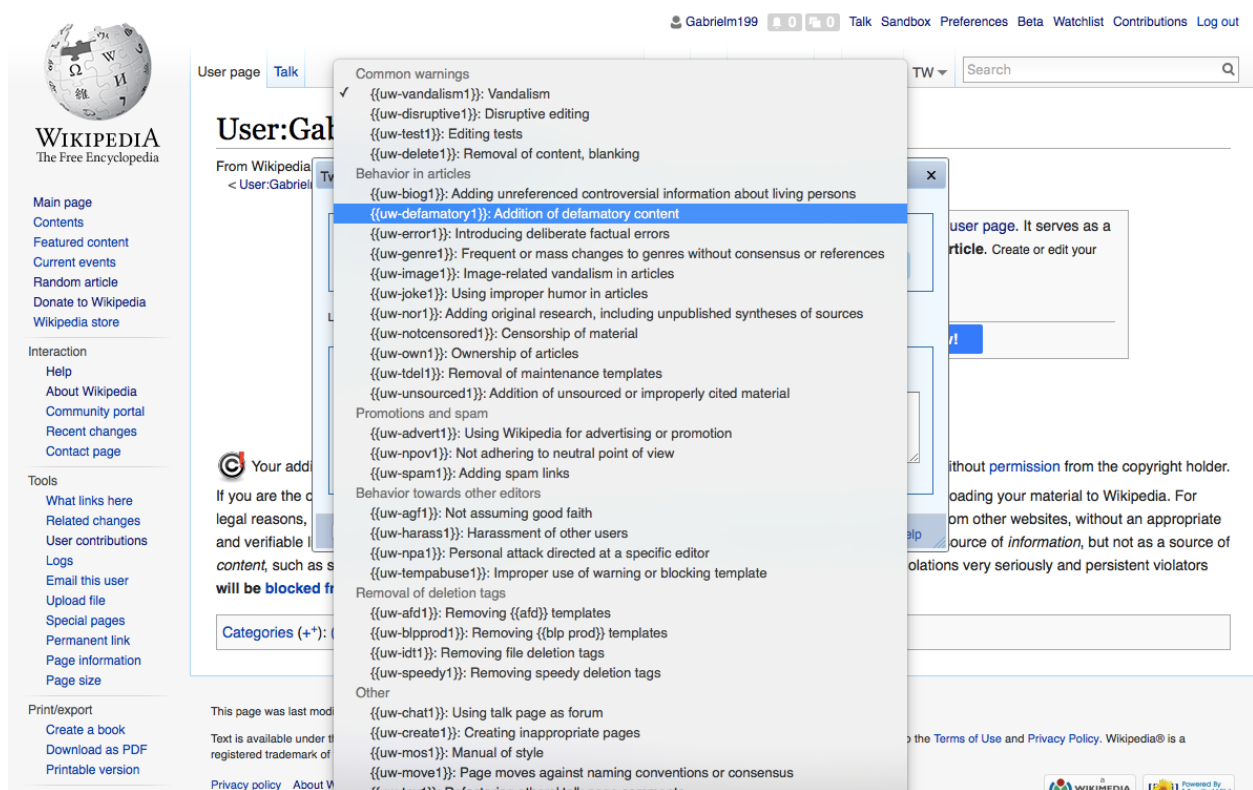 Gabrielm199 0 0 Talk Sandbox Preferences Beta Watchlist Contributions Log out
WIKIPEDIA
The Free Encyclopedia
Main page
Contents
Featured content
Current events
Random article
Donate to Wikipedia
Wikipedia store
Interaction
Help
About Wikipedia
Community portal
Recent changes
Contact page
Tools
What links here
Related changes
User contributions
Logs
Email this user
Upload file
Special pages
Permanent link
Page information
Page size
Print/export
Create a book
Download as PDF
Printable version
User page Talk
TW Search
User:Gab
From Wikipedia
< User:Gabriel
Tw
Common warnings
✓ {{uw-vandalism1}}: Vandalism
{{uw-disruptive1}}: Disruptive editing
{{uw-test1}}: Editing tests
{{uw-delete1}}: Removal of content, blanking
Behavior in articles
{{uw-biog1}}: Adding unreferenced controversial information about living persons
{{uw-defamatory1}}: Addition of defamatory content
{{uw-error1}}: Introducing deliberate factual errors
{{uw-genre1}}: Frequent or mass changes to genres without consensus or references
{{uw-image1}}: Image-related vandalism in articles
{{uw-joke1}}: Using improper humor in articles
{{uw-nor1}}: Adding original research, including unpublished syntheses of sources
{{uw-notcensored1}}: Censorship of material
{{uw-own1}}: Ownership of articles
{{uw-tdel1}}: Removal of maintenance templates
{{uw-unsourced1}}: Addition of unsourced or improperly cited material
Promotions and spam
{{uw-advert1}}: Using Wikipedia for advertising or promotion
{{uw-npov1}}: Not adhering to neutral point of view
{{uw-spam1}}: Adding spam links
Behavior towards other editors
{{uw-agf1}}: Not assuming good faith
{{uw-harass1}}: Harassment of other users
{{uw-npa1}}: Personal attack directed at a specific editor
{{uw-tempabuse1}}: Improper use of warning or blocking template
Removal of deletion tags
{{uw-afd1}}: Removing {{afd}} templates
{{uw-blpprod1}}: Removing {{blp prod}} templates
{{uw-idt1}}: Removing file deletion tags
{{uw-speedy1}}: Removing speedy deletion tags
Other
{{uw-chat1}}: Using talk page as forum
{{uw-create1}}: Creating inappropriate pages
{{uw-mos1}}: Manual of style
{{uw-move1}}: Page moves against naming conventions or consensus
user page. It serves as a
rticle. Create or edit your
!
Your addi ithout permission from the copyright holder.
If you are the c oading your material to Wikipedia. For
legal reasons, om other websites, without an appropriate
and verifiable l elp ource of information, but not as a source of
content, such as s olations very seriously and persistent violators
will be blocked fr
Categories (+⁺): (
This page was last modi
Text is available under t o the Terms of Use and Privacy Policy. Wikipedia® is a
registered trademark of
Privacy policy About W
a
WIKIMEDIA
Powered By